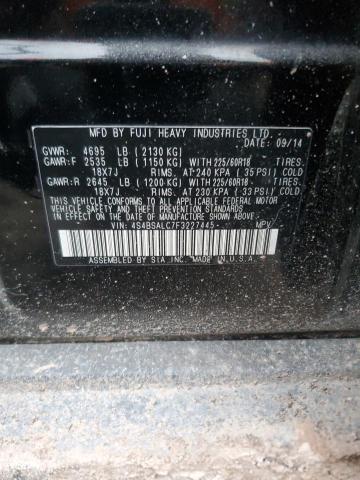 MFD BY FUJI HEAVY INDUSTRIES LTD.
DATE: 09/14
GVWR: 4695 LB (2130 KG)
GAWR:F 2535 LB (1150 KG) WITH 225/60R18 TIRES.
18X7J RIMS. AT 240 KPA (35 PSI) COLD
GAWR:R 2645 LB (1200 KG) WITH 225/60R18 TIRES.
18X7J RIMS. AT 230 KPA (33 PSI) COLD
THIS VEHICLE CONFORMS TO ALL APPLICABLE FEDERAL MOTOR
VEHICLE SAFETY STANDARDS IN EFFECT ON THE DATE OF
MANUFACTURE SHOWN ABOVE.
VIN: 4S4BSALC7F3227445 MPV
ASSEMBLED BY SIA INC. MADE IN U.S.A.